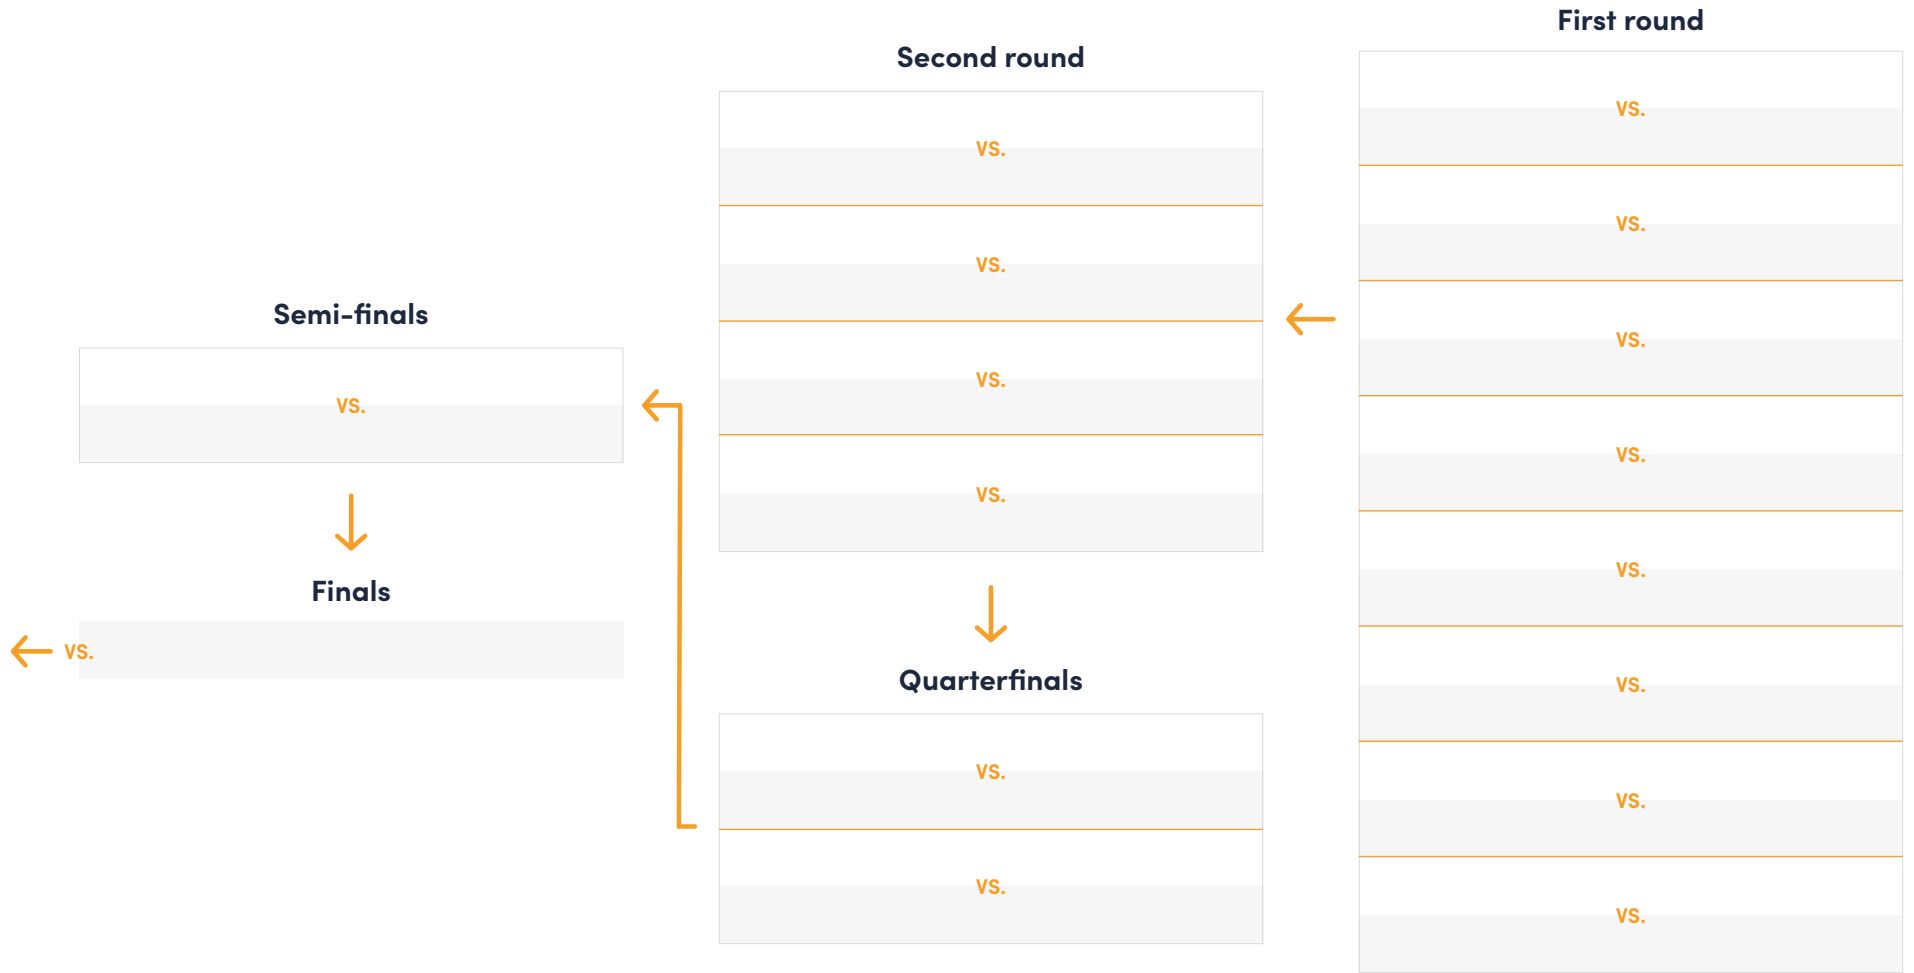 First round
VS.
VS.
VS.
VS.
VS.
VS.
VS.
VS.
Second round
VS.
VS.
VS.
VS.
Quarterfinals
VS.
VS.
Semi-finals
VS.
Finals
VS.